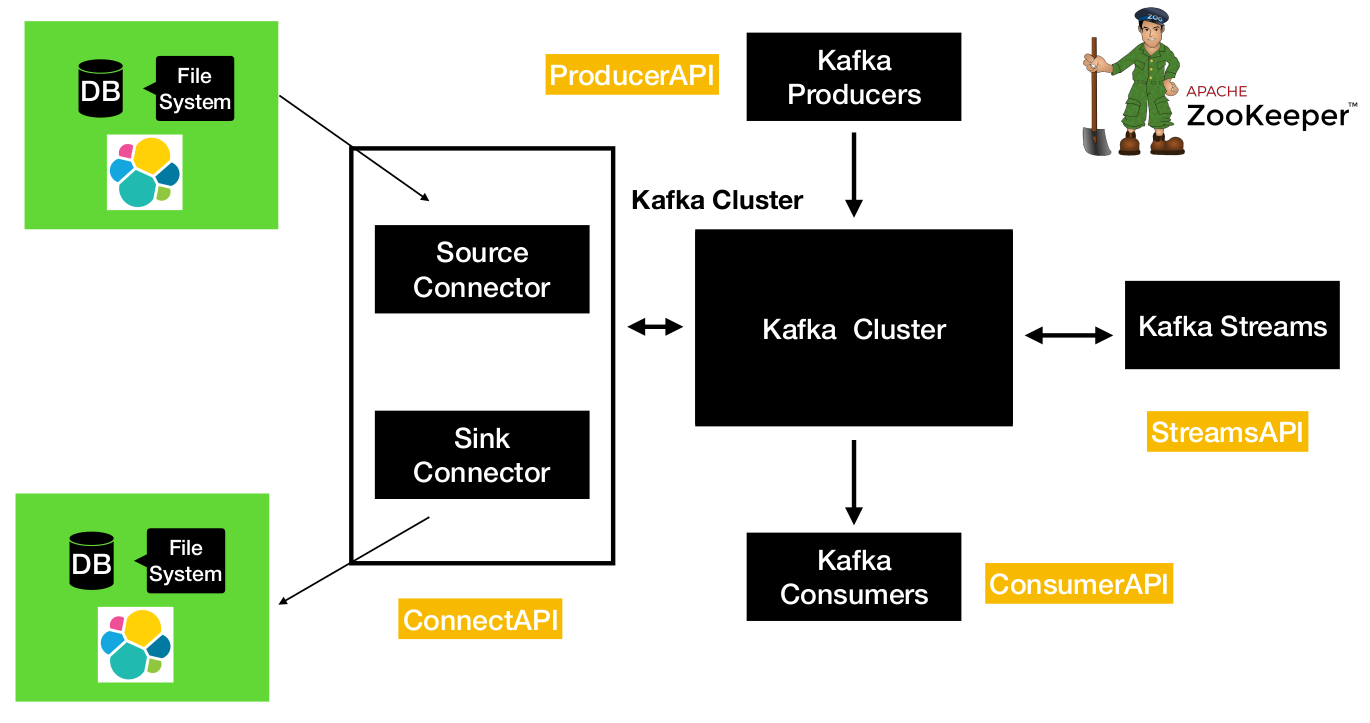 DB
File
System
ProducerAPI
Kafka
Producers
ZOO
APACHE
ZooKeeper™
Kafka Cluster
Source
Connector
Kafka  Cluster
Kafka Streams
StreamsAPI
Sink
Connector
DB
File
System
ConnectAPI
Kafka
Consumers
ConsumerAPI